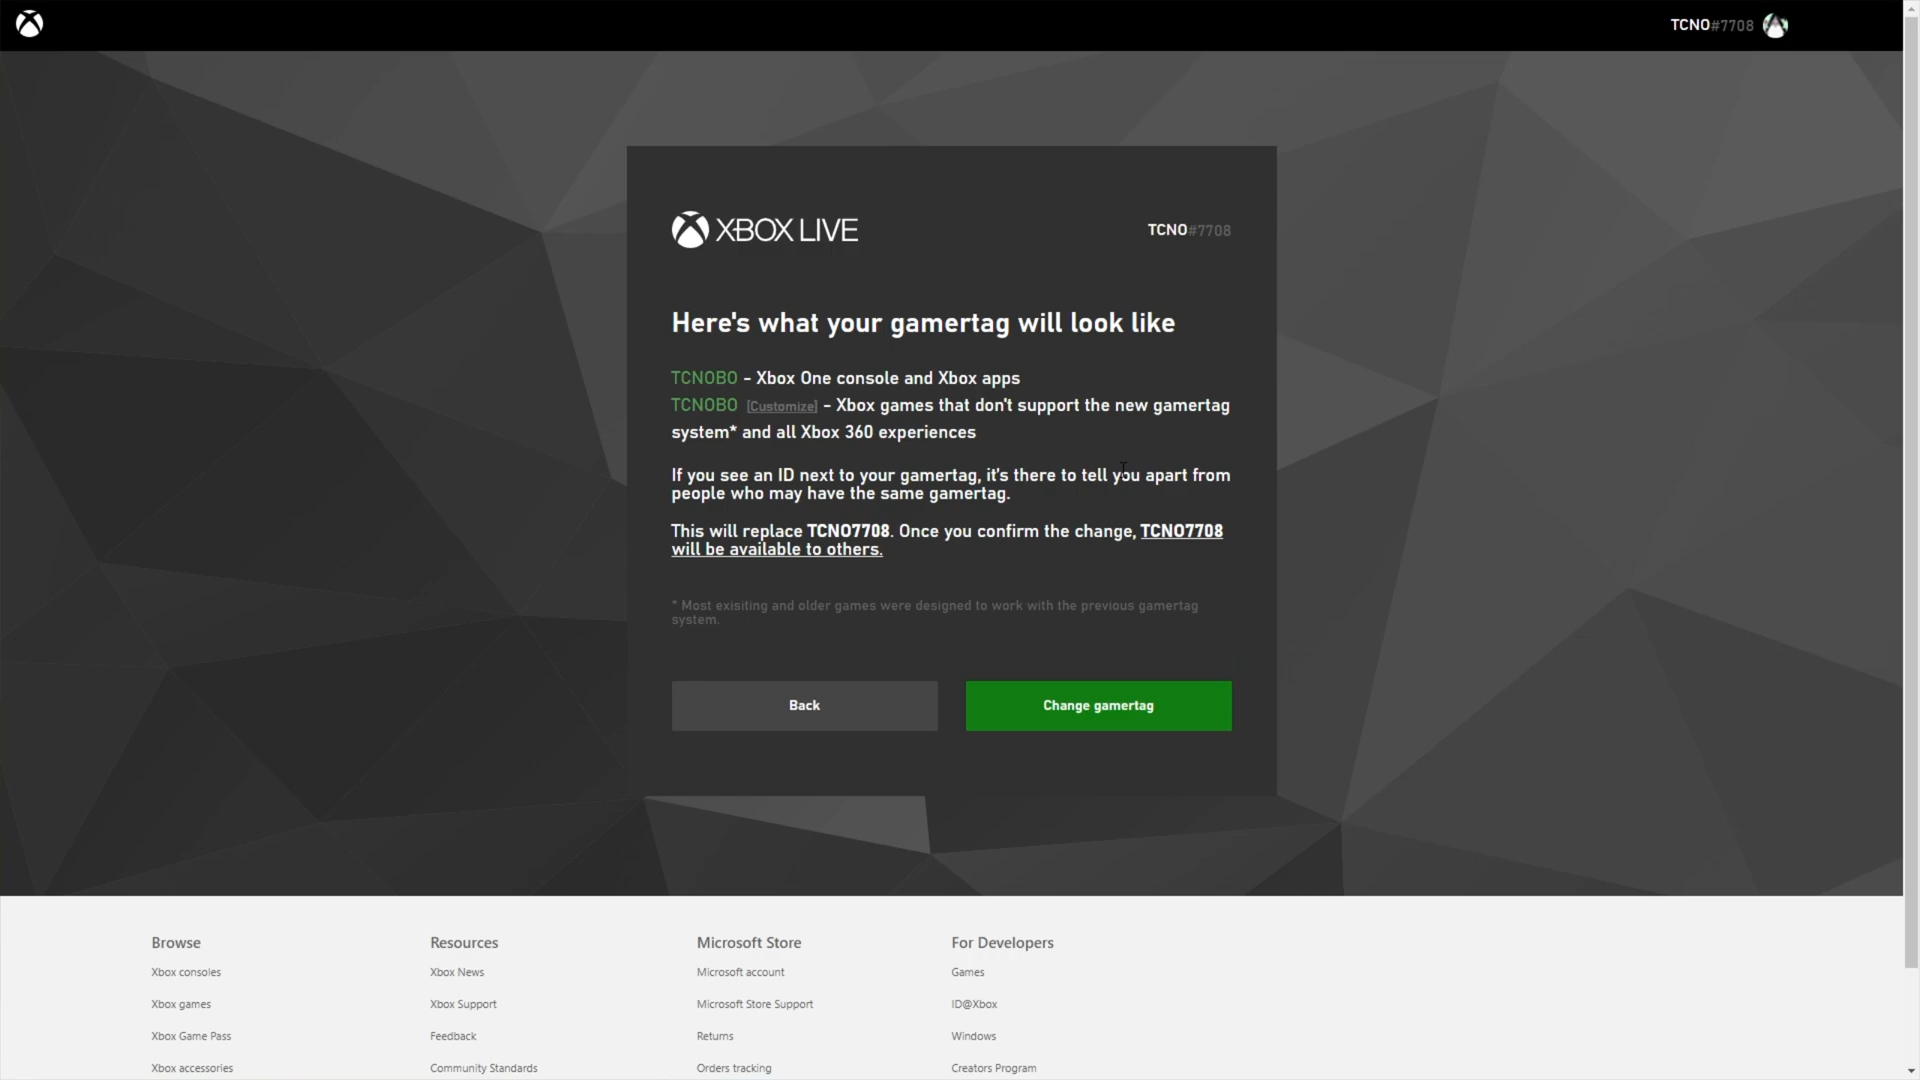 TCNO#7708
XBOX LIVE
TCNO#7708
Here's what your gamertag will look like
TCNOBO - Xbox One console and Xbox apps
TCNOBO [Customize] - Xbox games that don't support the new gamertag
system* and all Xbox 360 experiences
If you see an ID next to your gamertag, it's there to tell you apart from
people who may have the same gamertag.
This will replace TCNO7708. Once you confirm the change, TCNO7708
will be available to others.
* Most exisiting and older games were designed to work with the previous gamertag
system.
Back
Change gamertag
Browse
Xbox consoles
Xbox games
Xbox Game Pass
Xbox accessories
Resources
Xbox News
Xbox Support
Feedback
Community Standards
Microsoft Store
Microsoft account
Microsoft Store Support
Returns
Orders tracking
For Developers
Games
ID@Xbox
Windows
Creators Program